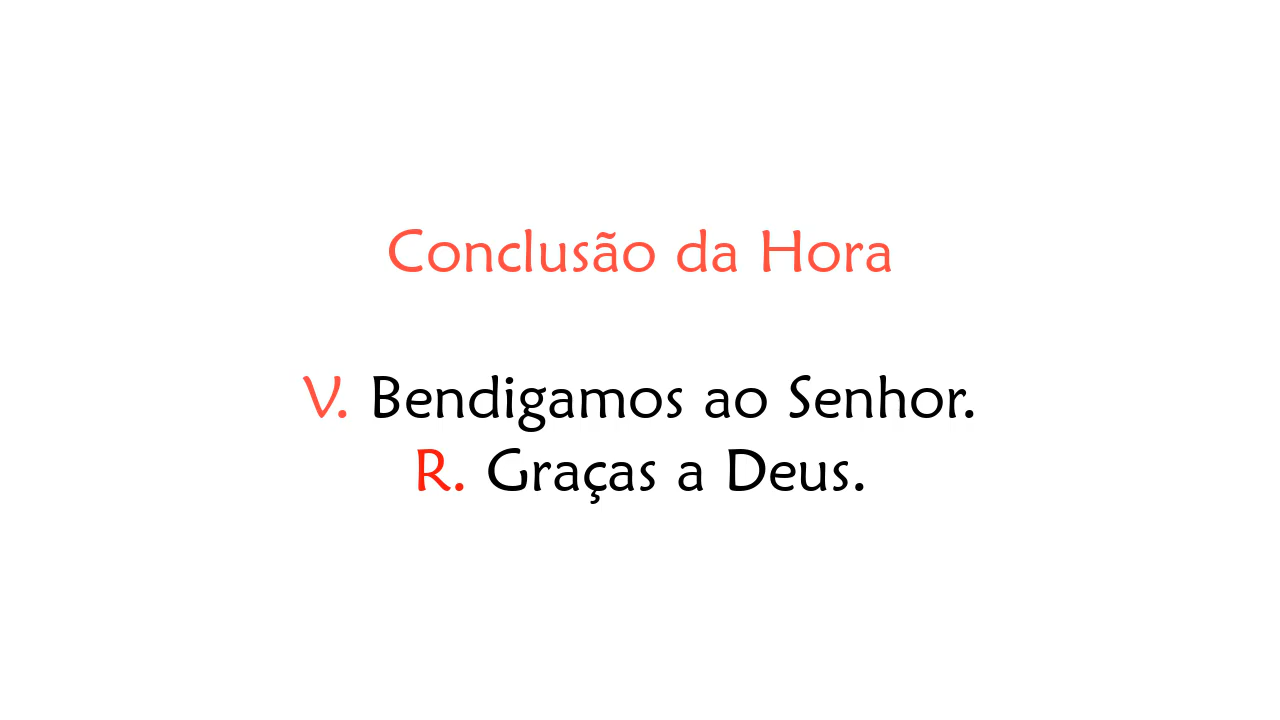 Conclusão da Hora
V. Bendigamos ao Senhor.
R. Graças a Deus.